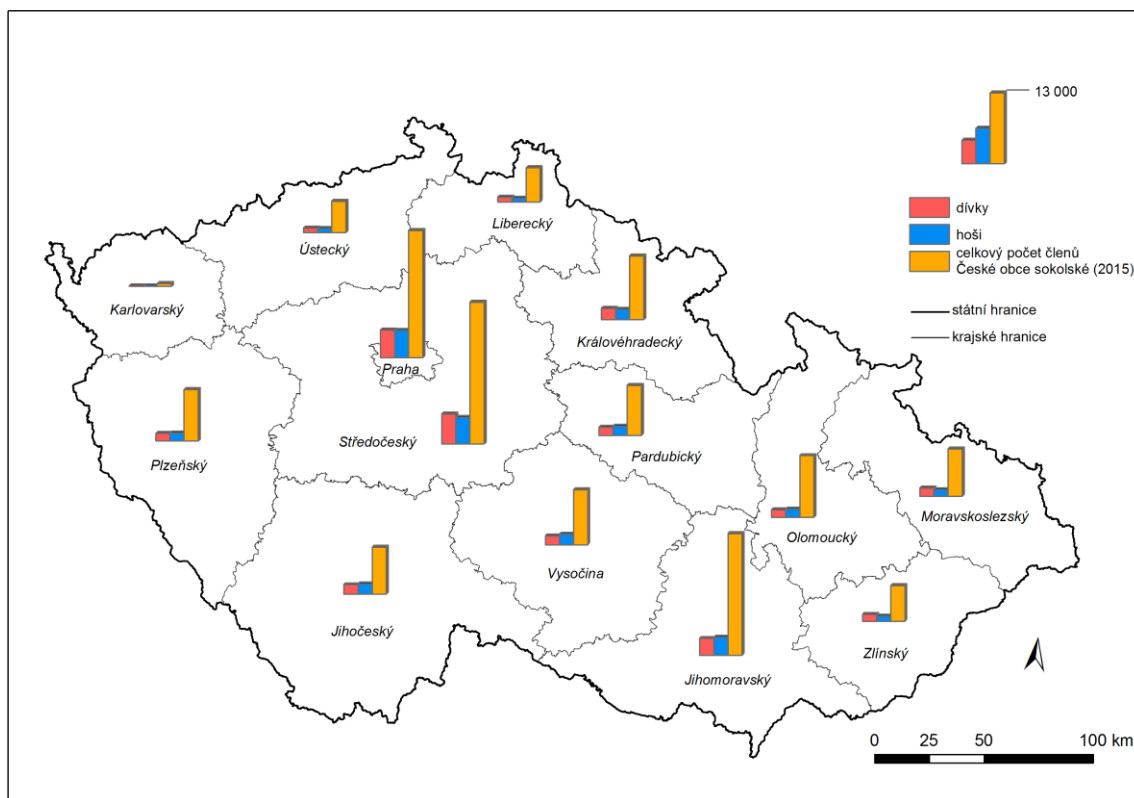 13 000
dívky
hoši
celkový počet členů
České obce sokolské (2015)
státní hranice
krajské hranice
Liberecký
Ústecký
Karlovarský
Královéhradecký
Praha
Středočeský
Pardubický
Plzeňský
Moravskoslezský
Olomoucký
Vysočina
Jihočeský
Zlínský
Jihomoravský
0 25 50 100 km